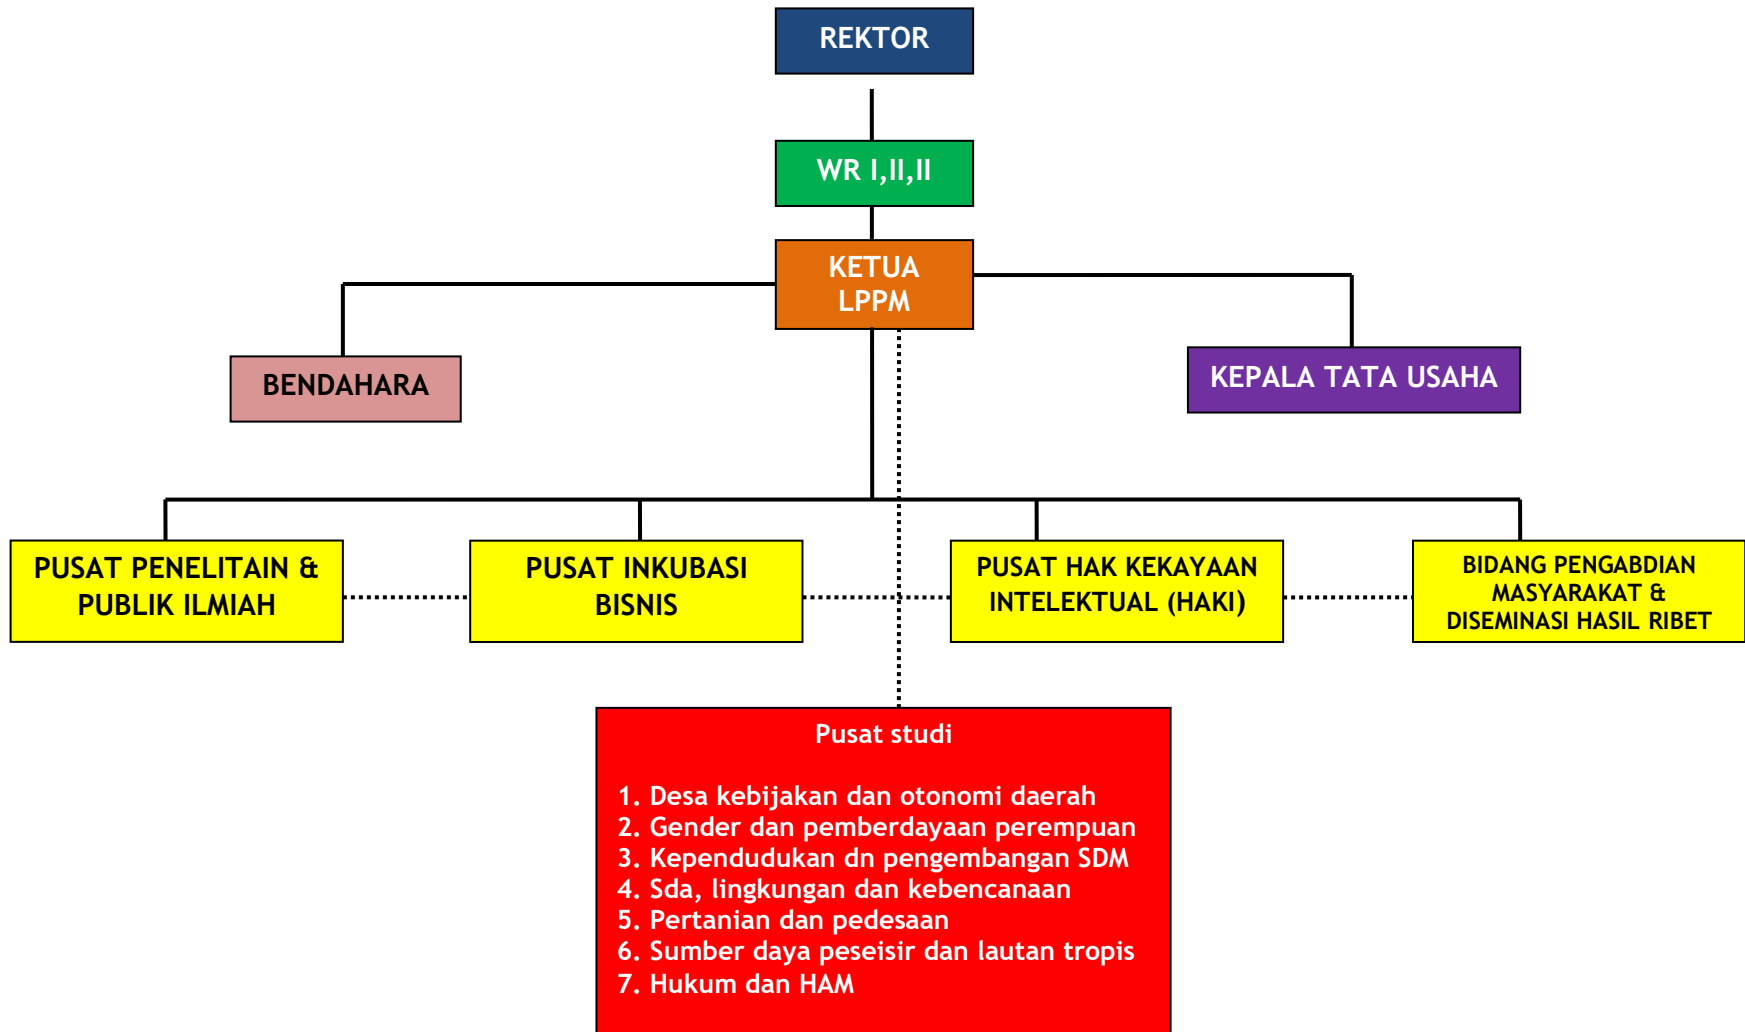 REKTOR
WR I,II,II
KETUA
LPPM
BENDAHARA
KEPALA TATA USAHA
PUSAT PENELITAIN &
PUBLIK ILMIAH
PUSAT INKUBASI
BISNIS
PUSAT HAK KEKAYAAN
INTELEKTUAL (HAKI)
BIDANG PENGABDIAN
MASYARAKAT &
DISEMINASI HASIL RIBET
Pusat studi
1. Desa kebijakan dan otonomi daerah
2. Gender dan pemberdayaan perempuan
3. Kependudukan dn pengembangan SDM
4. Sda, lingkungan dan kebencanaan
5. Pertanian dan pedesaan
6. Sumber daya peseisir dan lautan tropis
7. Hukum dan HAM